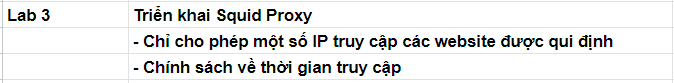 Lab 3 Triển khai Squid Proxy
- Chỉ cho phép một số IP truy cập các website được qui định
- Chính sách về thời gian truy cập